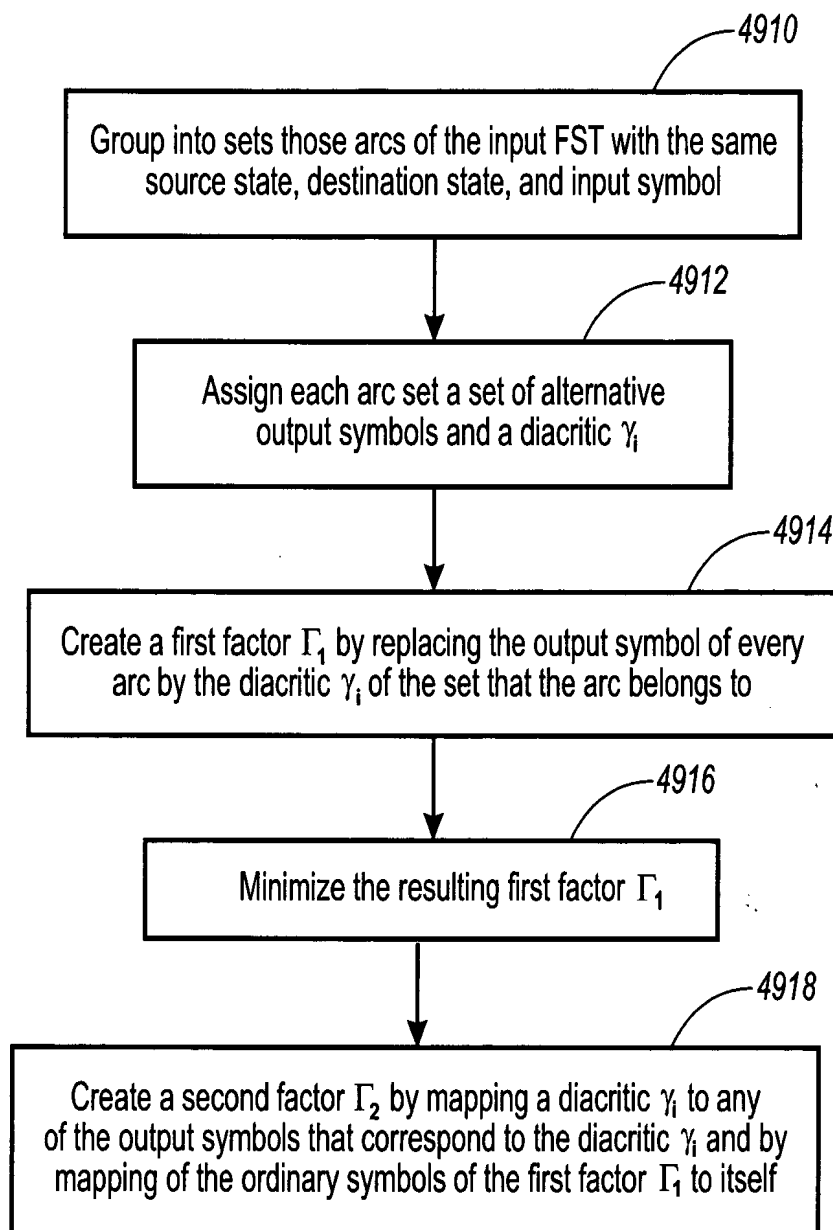 4910
Group into sets those arcs of the input FST with the same
source state, destination state, and input symbol
4912
Assign each arc set a set of alternative
output symbols and a diacritic γi
4914
Create a first factor Γ1 by replacing the output symbol of every
arc by the diacritic γi of the set that the arc belongs to
4916
Minimize the resulting first factor Γ1
4918
Create a second factor Γ2 by mapping a diacritic γi to any
of the output symbols that correspond to the diacritic γi and by
mapping of the ordinary symbols of the first factor Γ1 to itself